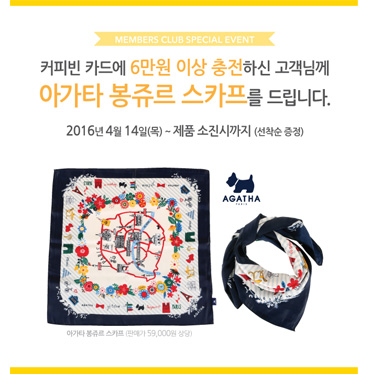 MEMBERS CLUB SPECIAL EVENT
커피빈 카드에 6만원 이상 충전하신 고객님께
아가타 봉쥬르 스카프를 드립니다.
2016년 4월 14일(목) ~ 제품 소진시까지 (선착순 증정)
AGATHA
PARIS
아가타 봉쥬르 스카프 (판매가 59,000원 상당)